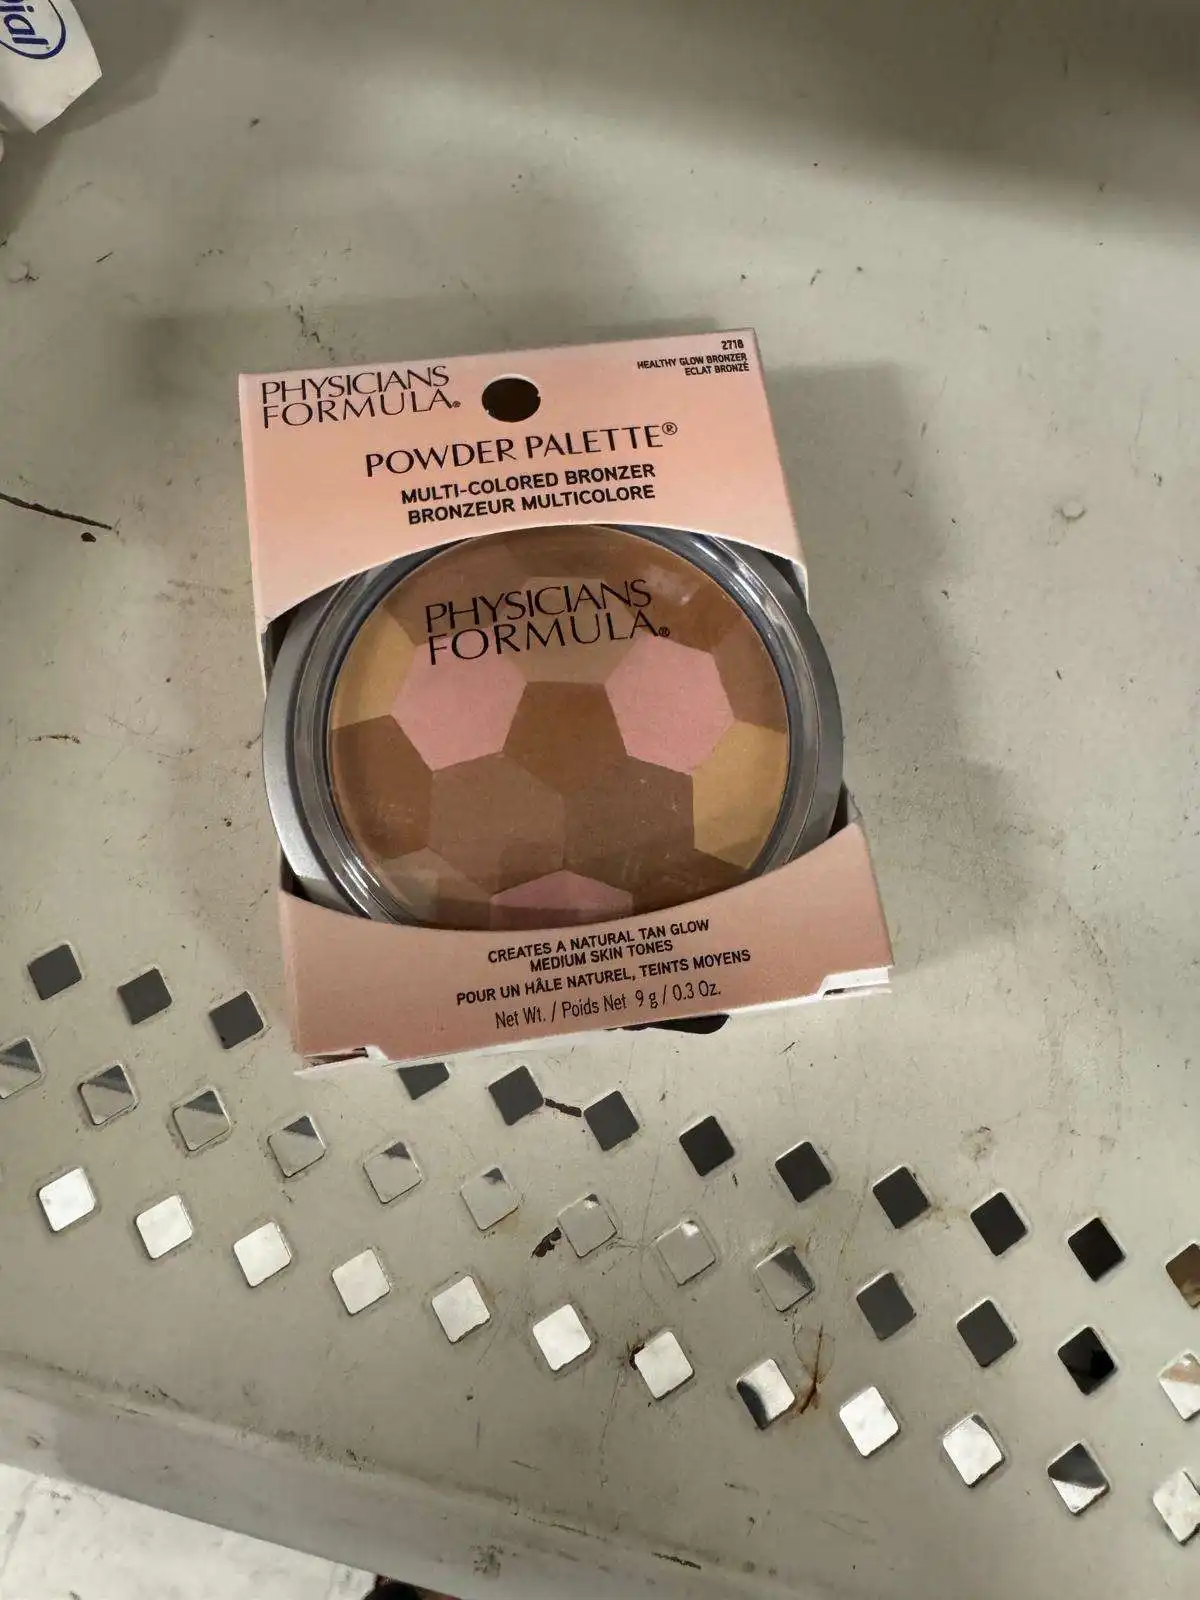 Dial
2718
HEALTHY GLOW BRONZER
ECLAT BRONZÉ
PHYSICIANS
FORMULA®
POWDER PALETTE®
MULTI-COLORED BRONZER
BRONZEUR MULTICOLORE
PHYSICIANS
FORMULA®
CREATES A NATURAL TAN GLOW
MEDIUM SKIN TONES
POUR UN HÂLE NATUREL, TEINTS MOYENS
Net Wt. / Poids Net 9 g / 0.3 Oz.